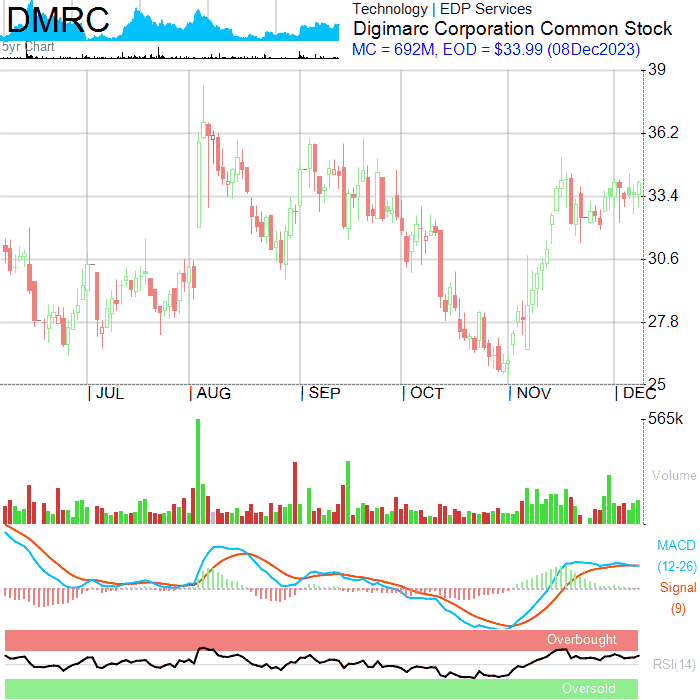 DMRC
5yr Chart
Technology | EDP Services
Digimarc Corporation Common Stock
MC = 692M, EOD = $33.99 (08Dec2023)
39
36.2
33.4
30.6
27.8
25
JUL AUG SEP OCT NOV DEC
565k
Volume
MACD
(12-26)
Signal
(9)
Overbought
RSI(14)
Oversold